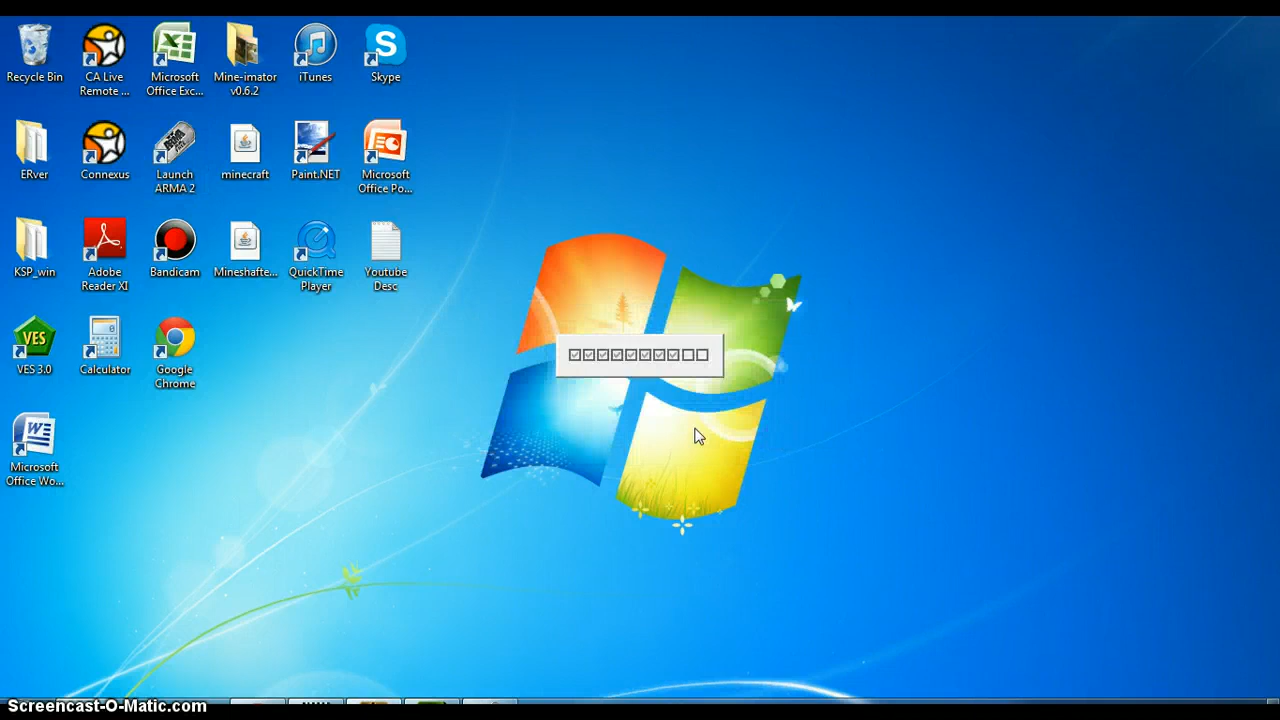 Recycle Bin
CA Live
Remote ...
Microsoft
Office Exc...
Mine-imator
v0.6.2
iTunes
Skype
S
ERver
Connexus
Launch
ARMA 2
minecraft
Paint.NET
Microsoft
Office Po...
KSP_win
Adobe
Reader XI
Bandicam
Mineshafte...
QuickTime
Player
Youtube
Desc
VES
VES 3.0
Calculator
Google
Chrome
W
Microsoft
Office Wo...
Screencast-O-Matic.com